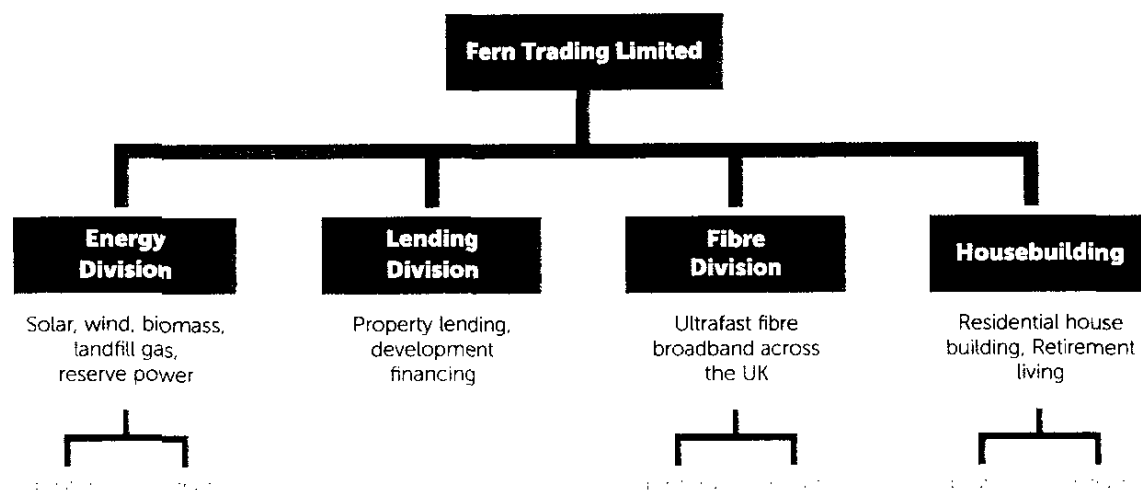 Fern Trading Limited
Energy
Division
Solar, wind, biomass,
landfill gas,
reserve power
Lending
Division
Property lending,
development
financing
Fibre
Division
Ultrafast fibre
broadband across
the UK
Housebuilding
Residential house
building, Retirement
living